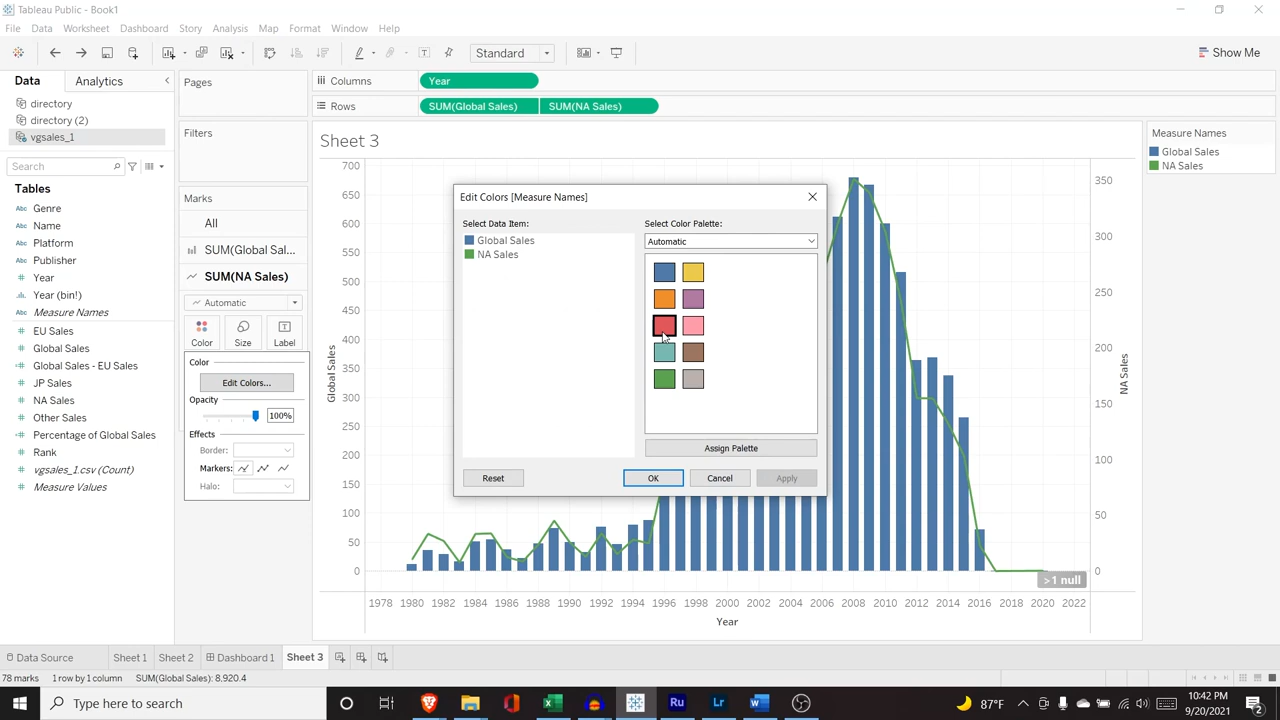 Tableau Public - Book1
File Data Worksheet Dashboard Story Analysis Map Format Window Help
Standard
Show Me
Data Analytics
Pages
Columns Year
directory
directory (2)
vgsales_1
Rows SUM(Global Sales) SUM(NA Sales)
Filters
Sheet 3
Measure Names
Global Sales
NA Sales
Search
Tables
Abc Genre
Abc Name
Abc Platform
Abc Publisher
# Year
Year (bin!)
Abc Measure Names
# EU Sales
# Global Sales
Global Sales - EU Sales
# JP Sales
# NA Sales
# Other Sales
Percentage of Global Sales
# Rank
# vgsales_1.csv (Count)
# Measure Values
Marks
All
SUM(Global Sal...
SUM(NA Sales)
Automatic
Color Size Label
Color
Edit Colors...
Opacity
100%
Effects
Border:
Markers:
Halo:
Edit Colors [Measure Names]
Select Data Item:
Global Sales
NA Sales
Select Color Palette:
Automatic
Assign Palette
Reset OK Cancel Apply
700
650
600
550
500
450
400
350
300
250
200
150
100
50
0
Global Sales
350
300
250
200
150
100
50
0
NA Sales
>1 null
1978 1980 1982 1984 1986 1988 1990 1992 1994 1996 1998 2000 2002 2004 2006 2008 2010 2012 2014 2016 2018 2020 2022
Year
Data Source Sheet 1 Sheet 2 Dashboard 1 Sheet 3
78 marks 1 row by 1 column SUM(Global Sales): 8,920.4
Type here to search
Ru Lr W
87°F
10:42 PM
9/20/2021
2